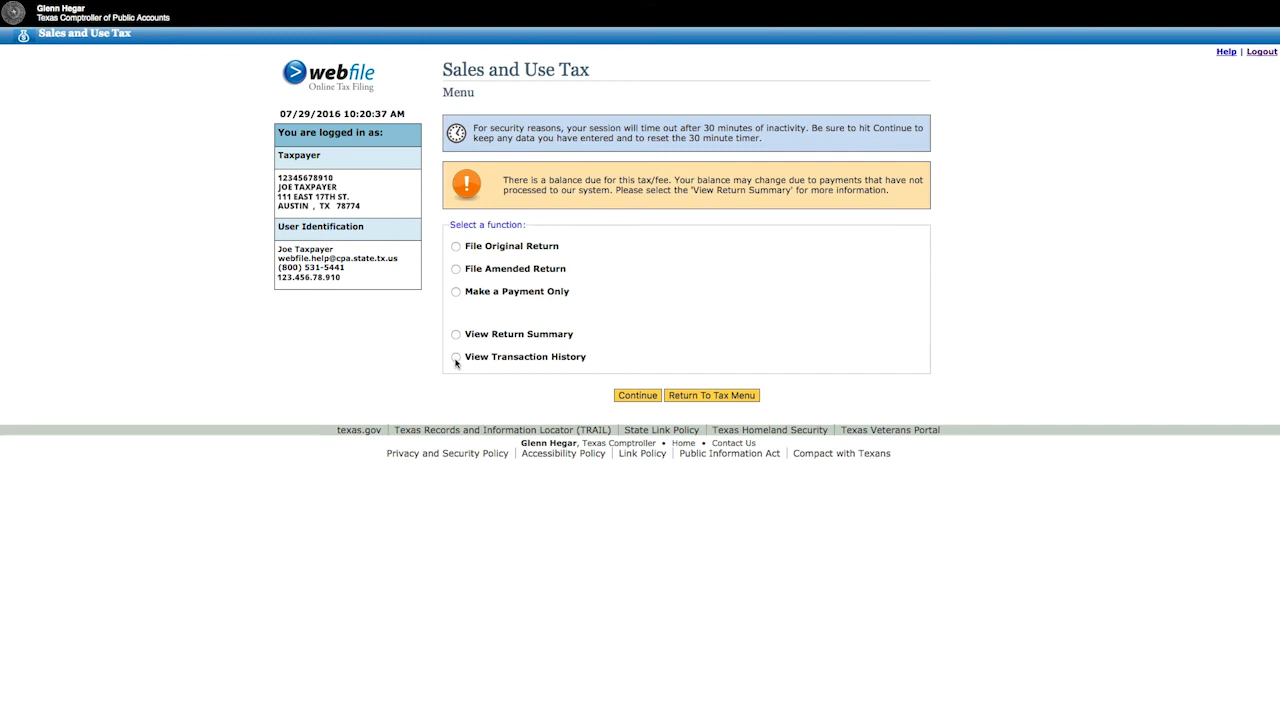 Glenn Hegar
Texas Comptroller of Public Accounts
Sales and Use Tax
Help | Logout
webfile
Online Tax Filing
07/29/2016 10:20:37 AM
You are logged in as:
Taxpayer
12345678910
JOE TAXPAYER
111 EAST 17TH ST.
AUSTIN , TX 78774
User Identification
Joe Taxpayer
webfile.help@cpa.state.tx.us
(800) 531-5441
123.456.78.910
Sales and Use Tax
Menu
For security reasons, your session will time out after 30 minutes of inactivity. Be sure to hit Continue to
keep any data you have entered and to reset the 30 minute timer.
There is a balance due for this tax/fee. Your balance may change due to payments that have not
processed to our system. Please select the 'View Return Summary' for more information.
Select a function:
File Original Return
File Amended Return
Make a Payment Only
View Return Summary
View Transaction History
Continue Return To Tax Menu
texas.gov | Texas Records and Information Locator (TRAIL) | State Link Policy | Texas Homeland Security | Texas Veterans Portal
Glenn Hegar, Texas Comptroller • Home • Contact Us
Privacy and Security Policy | Accessibility Policy | Link Policy | Public Information Act | Compact with Texans